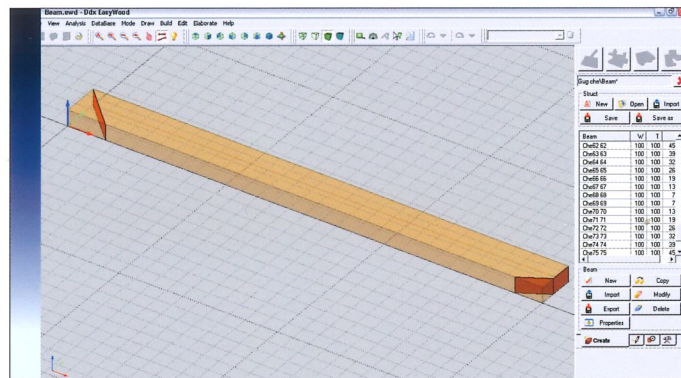 Beam.ewd - Ddx EasyWood
View Analysis DataBase Mode Draw Build Edit Elaborate Help
Gug che\Beam*
Struct
New Open Import
Save Save as
Beam W T
Che62 62 100 100 45
Che63 63 100 100 39
Che64 64 100 100 32
Che65 65 100 100 26
Che66 66 100 100 19
Che67 67 100 100 13
Che68 68 100 100 7
Che69 69 100 100 7
Che70 70 100 100 13
Che71 71 100 100 19
Che72 72 100 100 26
Che73 73 100 100 32
Che74 74 100 100 39
Che75 75 100 100 45
Beam
New Copy
Import Modify
Export Delete
Properties
Create